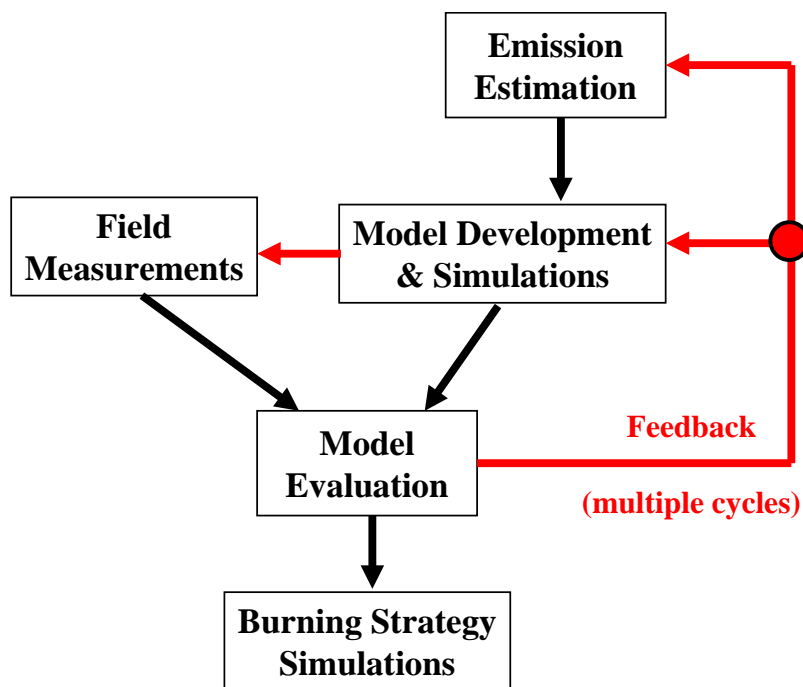 Emission
Estimation
Field
Measurements
Model Development
& Simulations
Model
Evaluation
Feedback
(multiple cycles)
Burning Strategy
Simulations